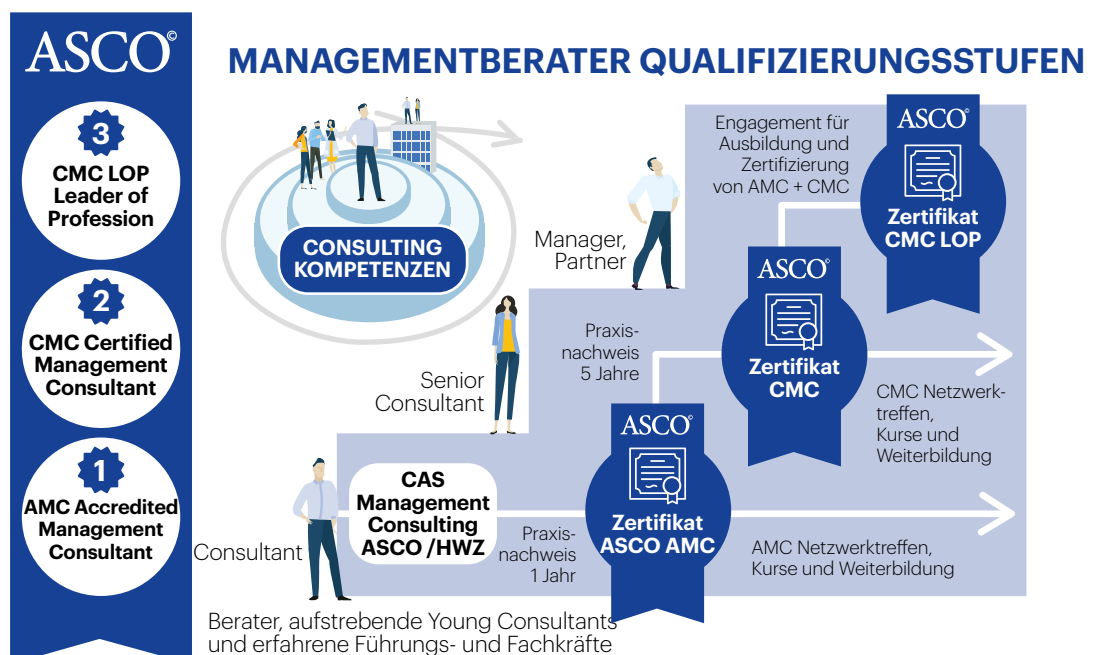 ASCO©
3
CMC LOP
Leader of
Profession
2
CMC Certified
Management
Consultant
1
AMC Accredited
Management
Consultant
MANAGEMENTBERATER QUALIFIZIERUNGSSTUFEN
CONSULTING
KOMPETENZEN
Engagement für
Ausbildung und
Zertifizierung
von AMC + CMC
ASCO©
Zertifikat
CMC LOP
Manager,
Partner
ASCO©
Zertifikat
CMC
Praxis-
nachweis
5 Jahre
CMC Netzwerk-
treffen,
Kurse und
Weiterbildung
Senior
Consultant
ASCO©
Zertifikat
ASCO AMC
CAS
Management
Consulting
ASCO /HWZ
Consultant
Praxis-
nachweis
1 Jahr
AMC Netzwerktreffen,
Kurse und Weiterbildung
Berater, aufstrebende Young Consultants
und erfahrene Führungs- und Fachkräfte